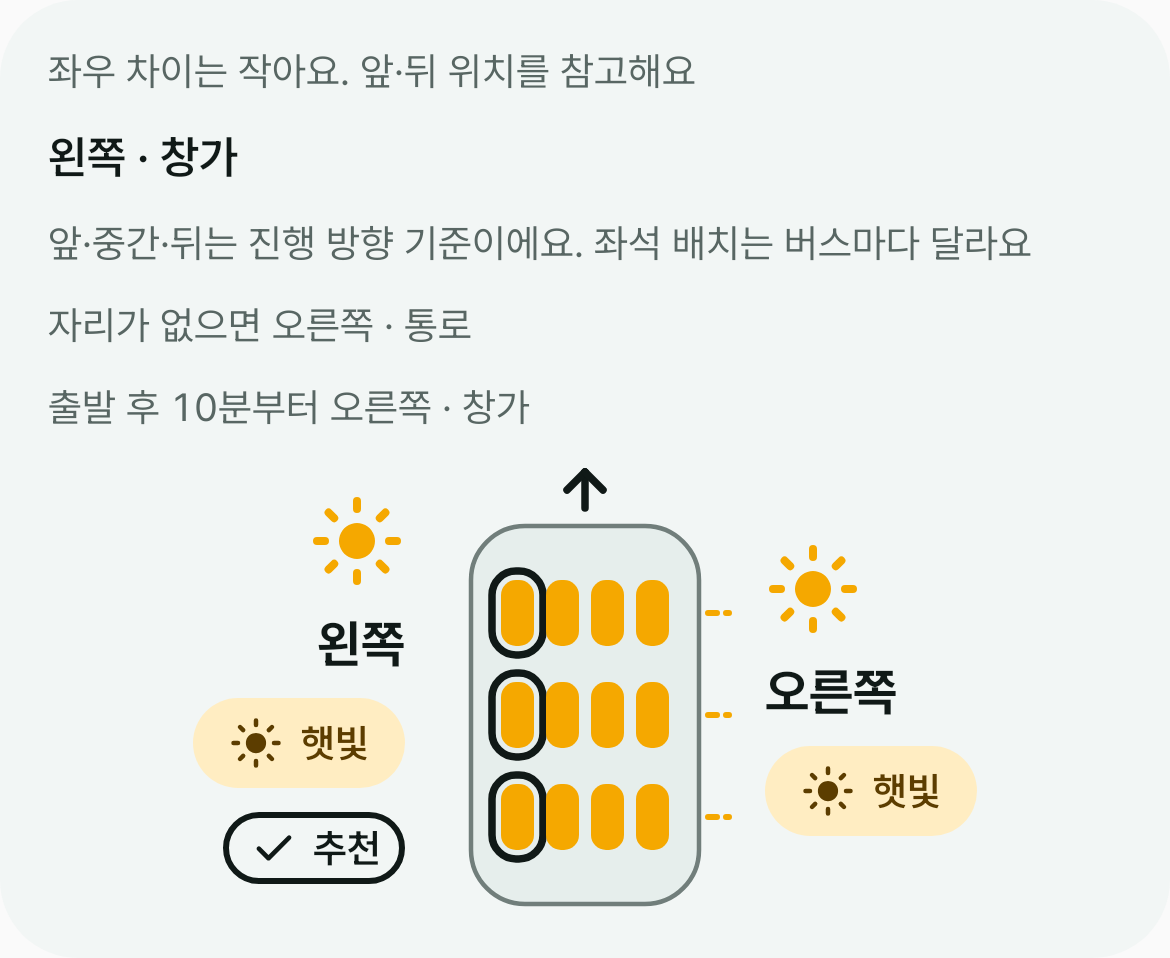 좌우 차이는 작아요. 앞·뒤 위치를 참고해요
왼쪽 · 창가
앞·중간·뒤는 진행 방향 기준이에요. 좌석 배치는 버스마다 달라요
자리가 없으면 오른쪽 · 통로
출발 후 10분부터 오른쪽 · 창가
왼쪽
햇빛
추천
오른쪽
햇빛